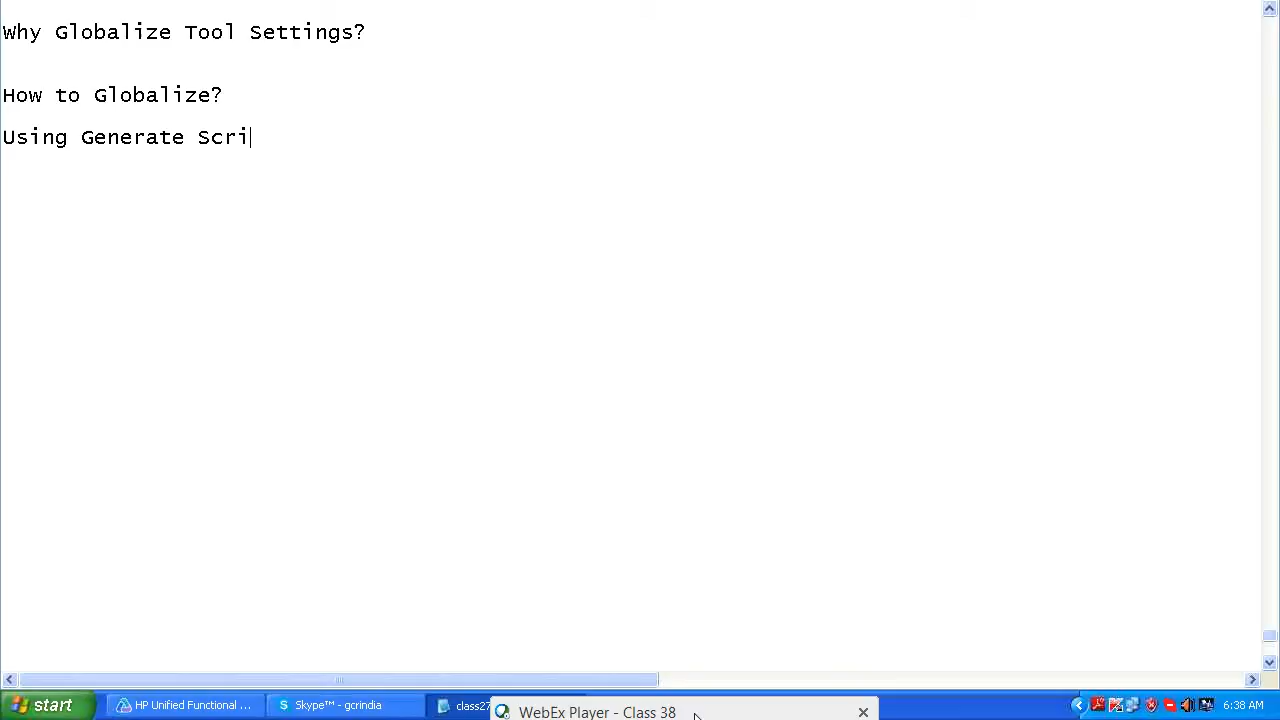 Why Globalize Tool Settings?
How to Globalize?
Using Generate Scri
start
HP Unified Functional ...
Skype™ - gcrindia
class27
WebEx Player - Class 38
6:38 AM